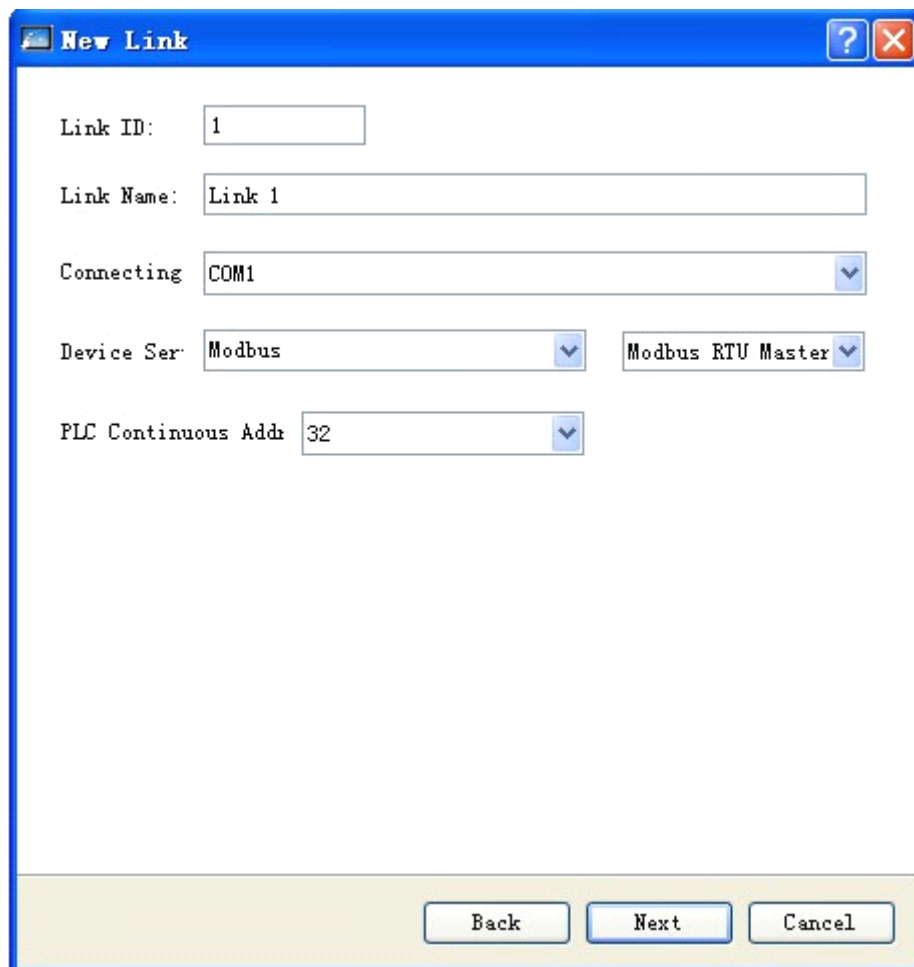 New Link
Link ID: 1
Link Name: Link 1
Connecting COM1
Device Ser Modbus Modbus RTU Master
PLC Continuous Addr 32
Back Next Cancel